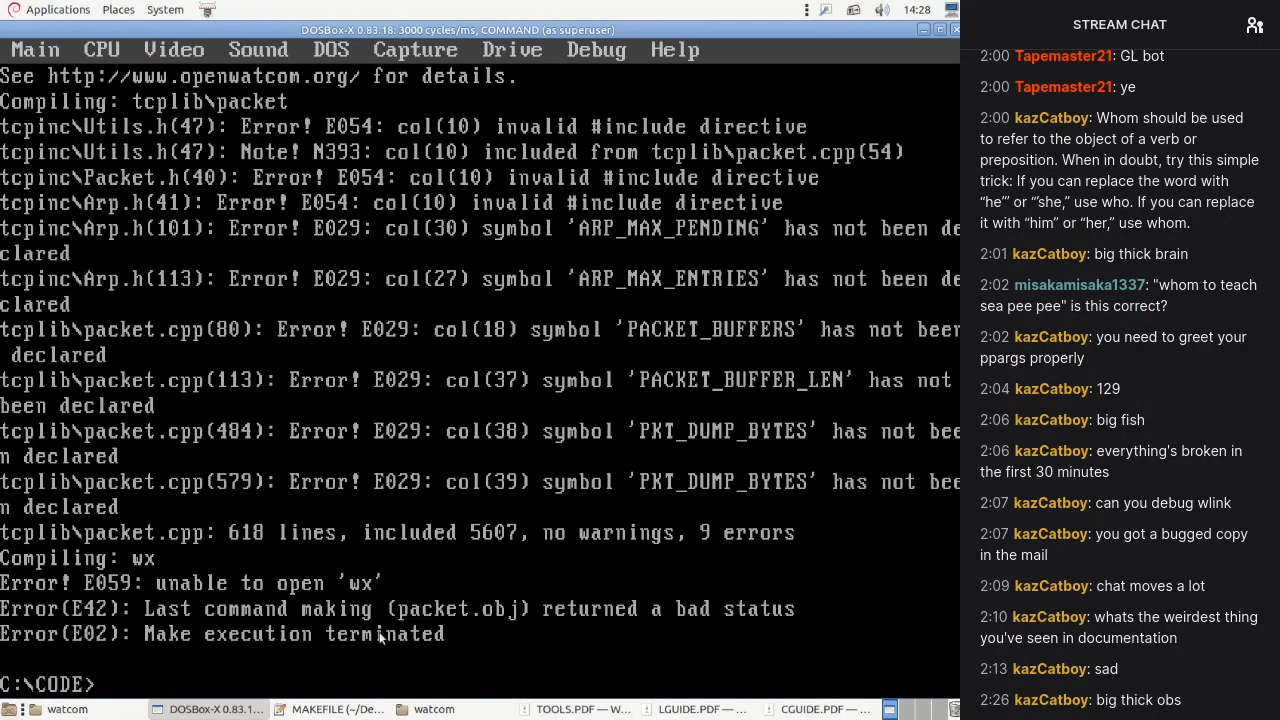 Applications Places System 14:28
DOSBox-X 0.83.18: 3000 cycles/ms, COMMAND (as superuser)
Main CPU Video Sound DOS Capture Drive Debug Help
See http://www.openwatcom.org/ for details.
Compiling: tcplib\packet
tcpinc\Utils.h(47): Error! E054: col(10) invalid #include directive
tcpinc\Utils.h(47): Note! N393: col(10) included from tcplib\packet.cpp(54)
tcpinc\Packet.h(40): Error! E054: col(10) invalid #include directive
tcpinc\Arp.h(41): Error! E054: col(10) invalid #include directive
tcpinc\Arp.h(101): Error! E029: col(30) symbol 'ARP_MAX_PENDING' has not been de
clared
tcpinc\Arp.h(113): Error! E029: col(27) symbol 'ARP_MAX_ENTRIES' has not been de
clared
tcplib\packet.cpp(80): Error! E029: col(18) symbol 'PACKET_BUFFERS' has not been
declared
tcplib\packet.cpp(113): Error! E029: col(37) symbol 'PACKET_BUFFER_LEN' has not
been declared
tcplib\packet.cpp(484): Error! E029: col(38) symbol 'PKT_DUMP_BYTES' has not bee
n declared
tcplib\packet.cpp(579): Error! E029: col(39) symbol 'PKT_DUMP_BYTES' has not bee
n declared
tcplib\packet.cpp: 618 lines, included 5607, no warnings, 9 errors
Compiling: wx
Error! E059: unable to open 'wx'
Error(E42): Last command making (packet.obj) returned a bad status
Error(E02): Make execution terminated
C:\CODE>
watcom DOSBox-X 0.83.1... MAKEFILE (~/De... watcom TOOLS.PDF — W... LGUIDE.PDF — ... CGUIDE.PDF — ...
STREAM CHAT
2:00 Tapemaster21: GL bot
2:00 Tapemaster21: ye
2:00 kazCatboy: Whom should be used
to refer to the object of a verb or
preposition. When in doubt, try this simple
trick: If you can replace the word with
“he”’ or “’she,” use who. If you can replace
it with “him” or “her,” use whom.
2:01 kazCatboy: big thick brain
2:02 misakamisaka1337: "whom to teach
sea pee pee" is this correct?
2:02 kazCatboy: you need to greet your
ppargs properly
2:04 kazCatboy: 129
2:06 kazCatboy: big fish
2:06 kazCatboy: everything's broken in
the first 30 minutes
2:07 kazCatboy: can you debug wlink
2:07 kazCatboy: you got a bugged copy
in the mail
2:09 kazCatboy: chat moves a lot
2:10 kazCatboy: whats the weirdest thing
you've seen in documentation
2:13 kazCatboy: sad
2:26 kazCatboy: big thick obs